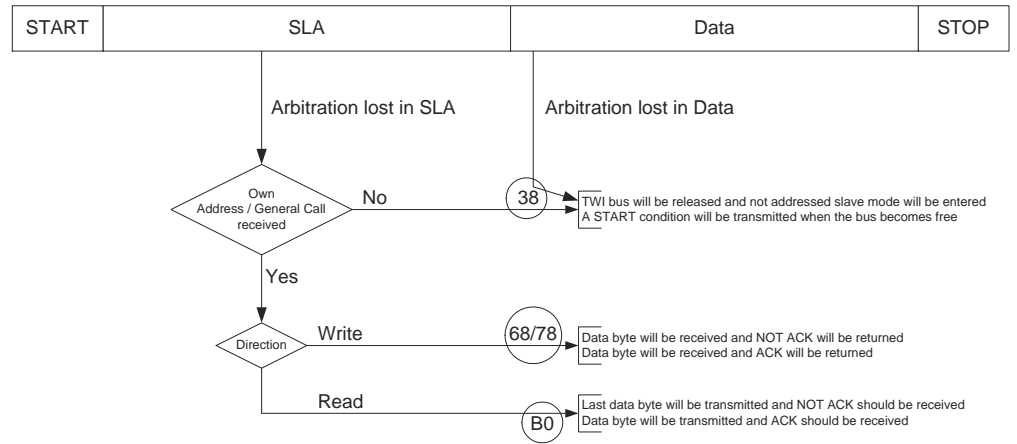 START SLA Data STOP
Arbitration lost in SLA Arbitration lost in Data
Own
Address / General Call
received
No
38
TWI bus will be released and not addressed slave mode will be entered
A START condition will be transmitted when the bus becomes free
Yes
Direction
Write
68/78
Data byte will be received and NOT ACK will be returned
Data byte will be received and ACK will be returned
Read
B0
Last data byte will be transmitted and NOT ACK should be received
Data byte will be transmitted and ACK should be received